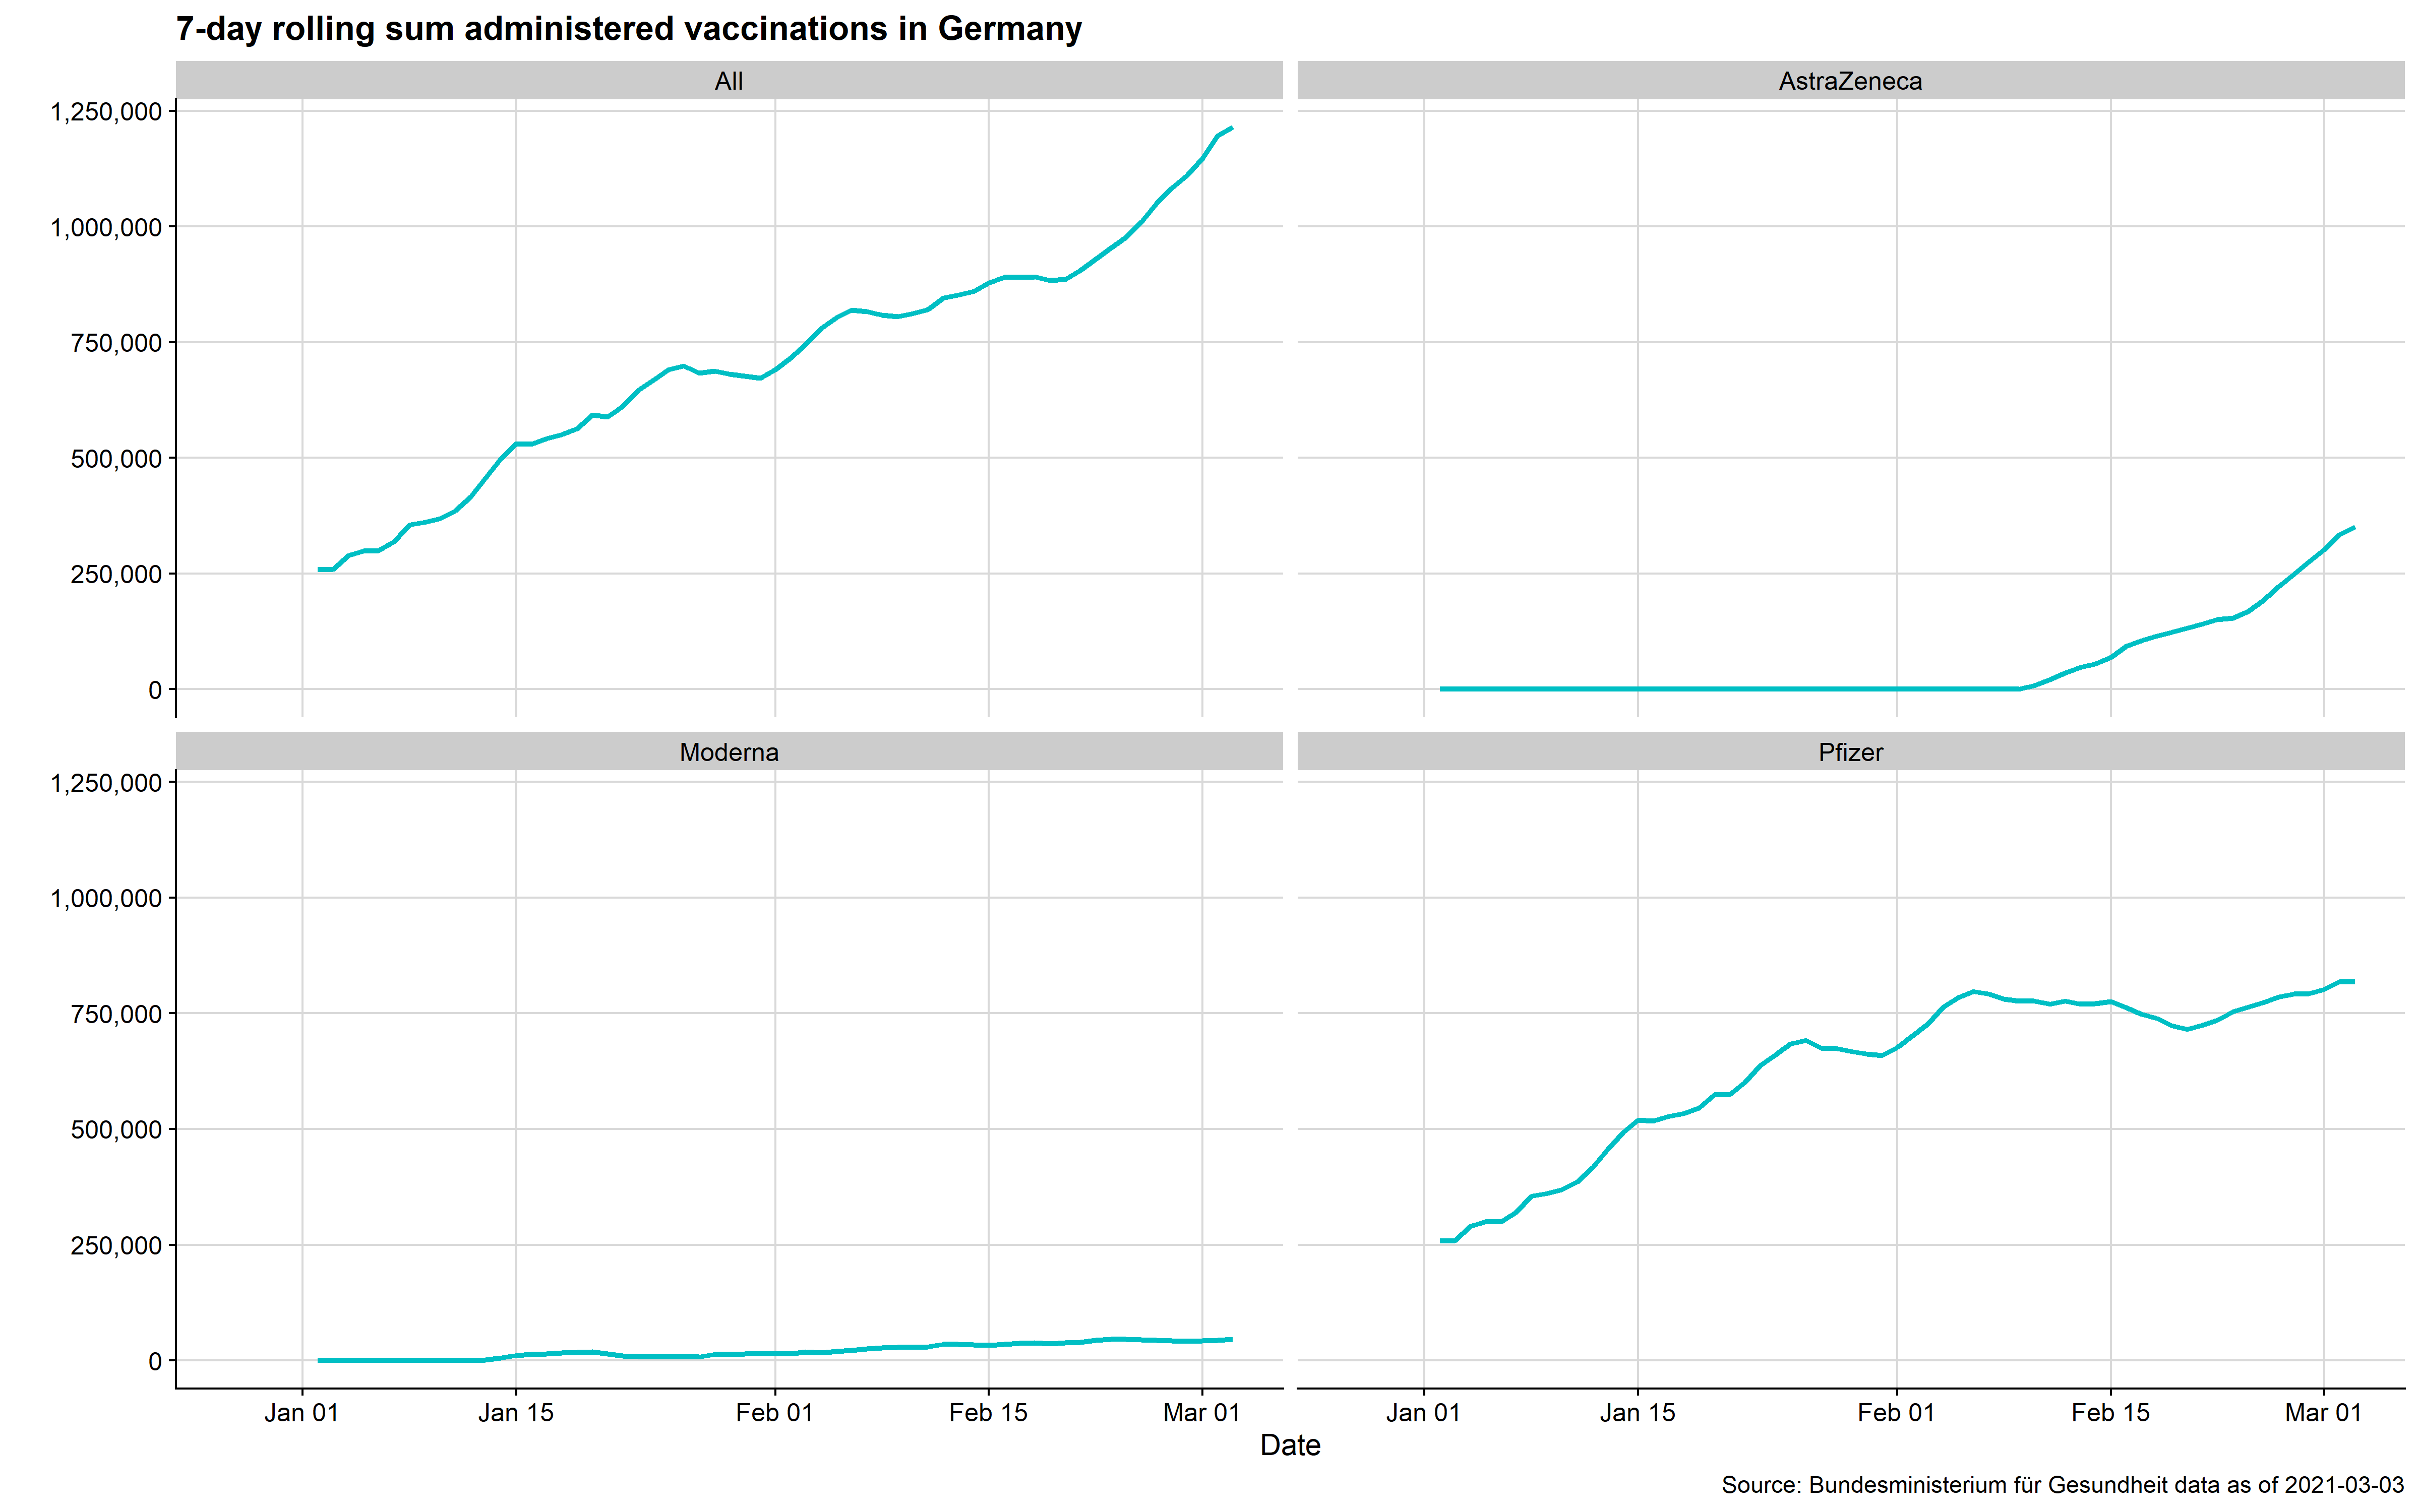 7-day rolling sum administered vaccinations in Germany
All
AstraZeneca
1,250,000
1,000,000
750,000
500,000
250,000
0
Moderna
Pfizer
1,250,000
1,000,000
750,000
500,000
250,000
0
Jan 01 Jan 15 Feb 01 Feb 15 Mar 01
Jan 01 Jan 15 Feb 01 Feb 15 Mar 01
Date
Source: Bundesministerium für Gesundheit data as of 2021-03-03